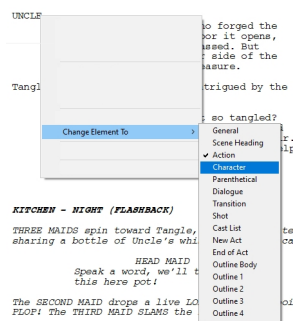 UNCLE
ho forged the
oor it opens,
assed. But
r side of the
easure.
Tangl trigued by the
t so tangled?
Change Element To
General
Scene Heading
Action
Character
Parenthetical
Dialogue
Transition
Shot
Cast List
New Act
End of Act
Outline Body
Outline 1
Outline 2
Outline 3
Outline 4
KITCHEN - NIGHT (FLASHBACK)
THREE MAIDS spin toward Tangle,
sharing a bottle of Uncle's whi
HEAD MAID
Speak a word, we'll t
this here pot!
The SECOND MAID drops a live LO
PLOP! The THIRD MAID SLAMS the